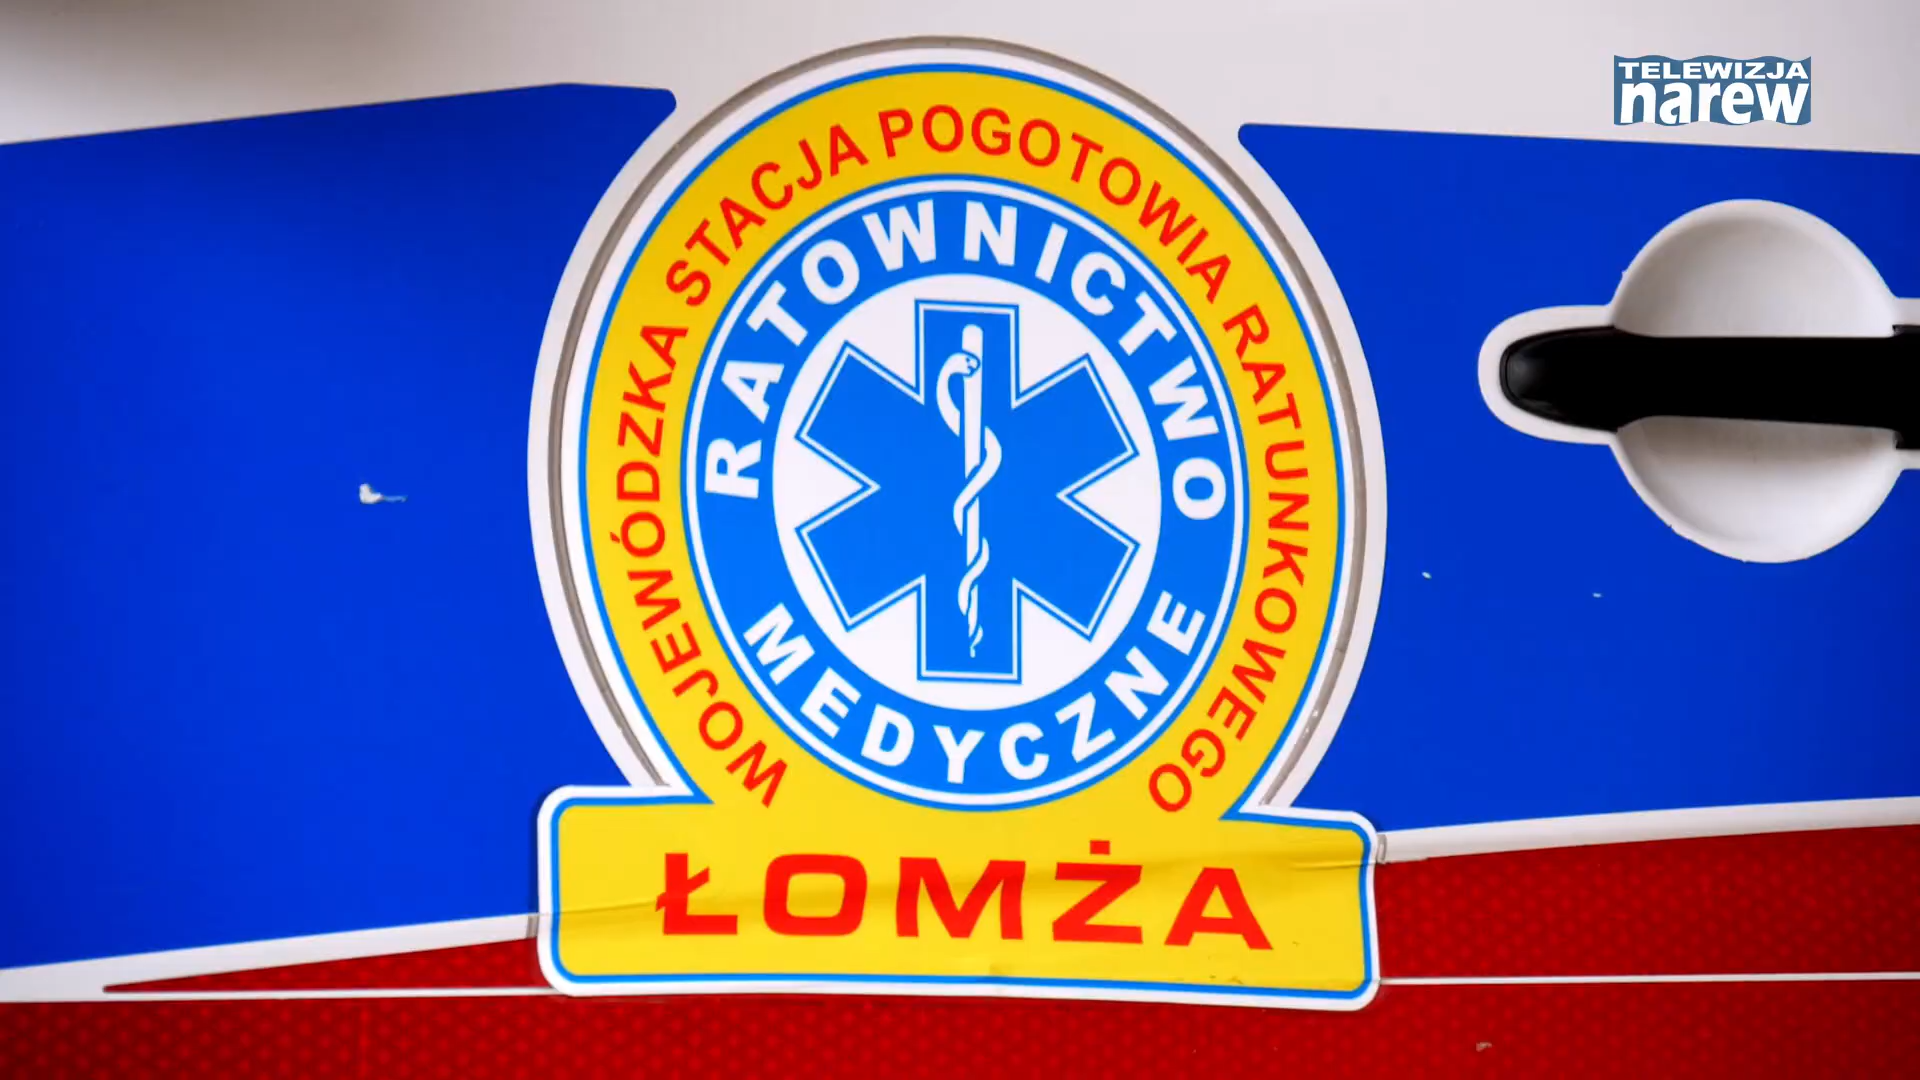 TELEWIZJA
narew
WOJEWÓDZKA STACJA POGOTOWIA RATUNKOWEGO
RATOWNICTWO
MEDYCZNE
ŁOMŻA